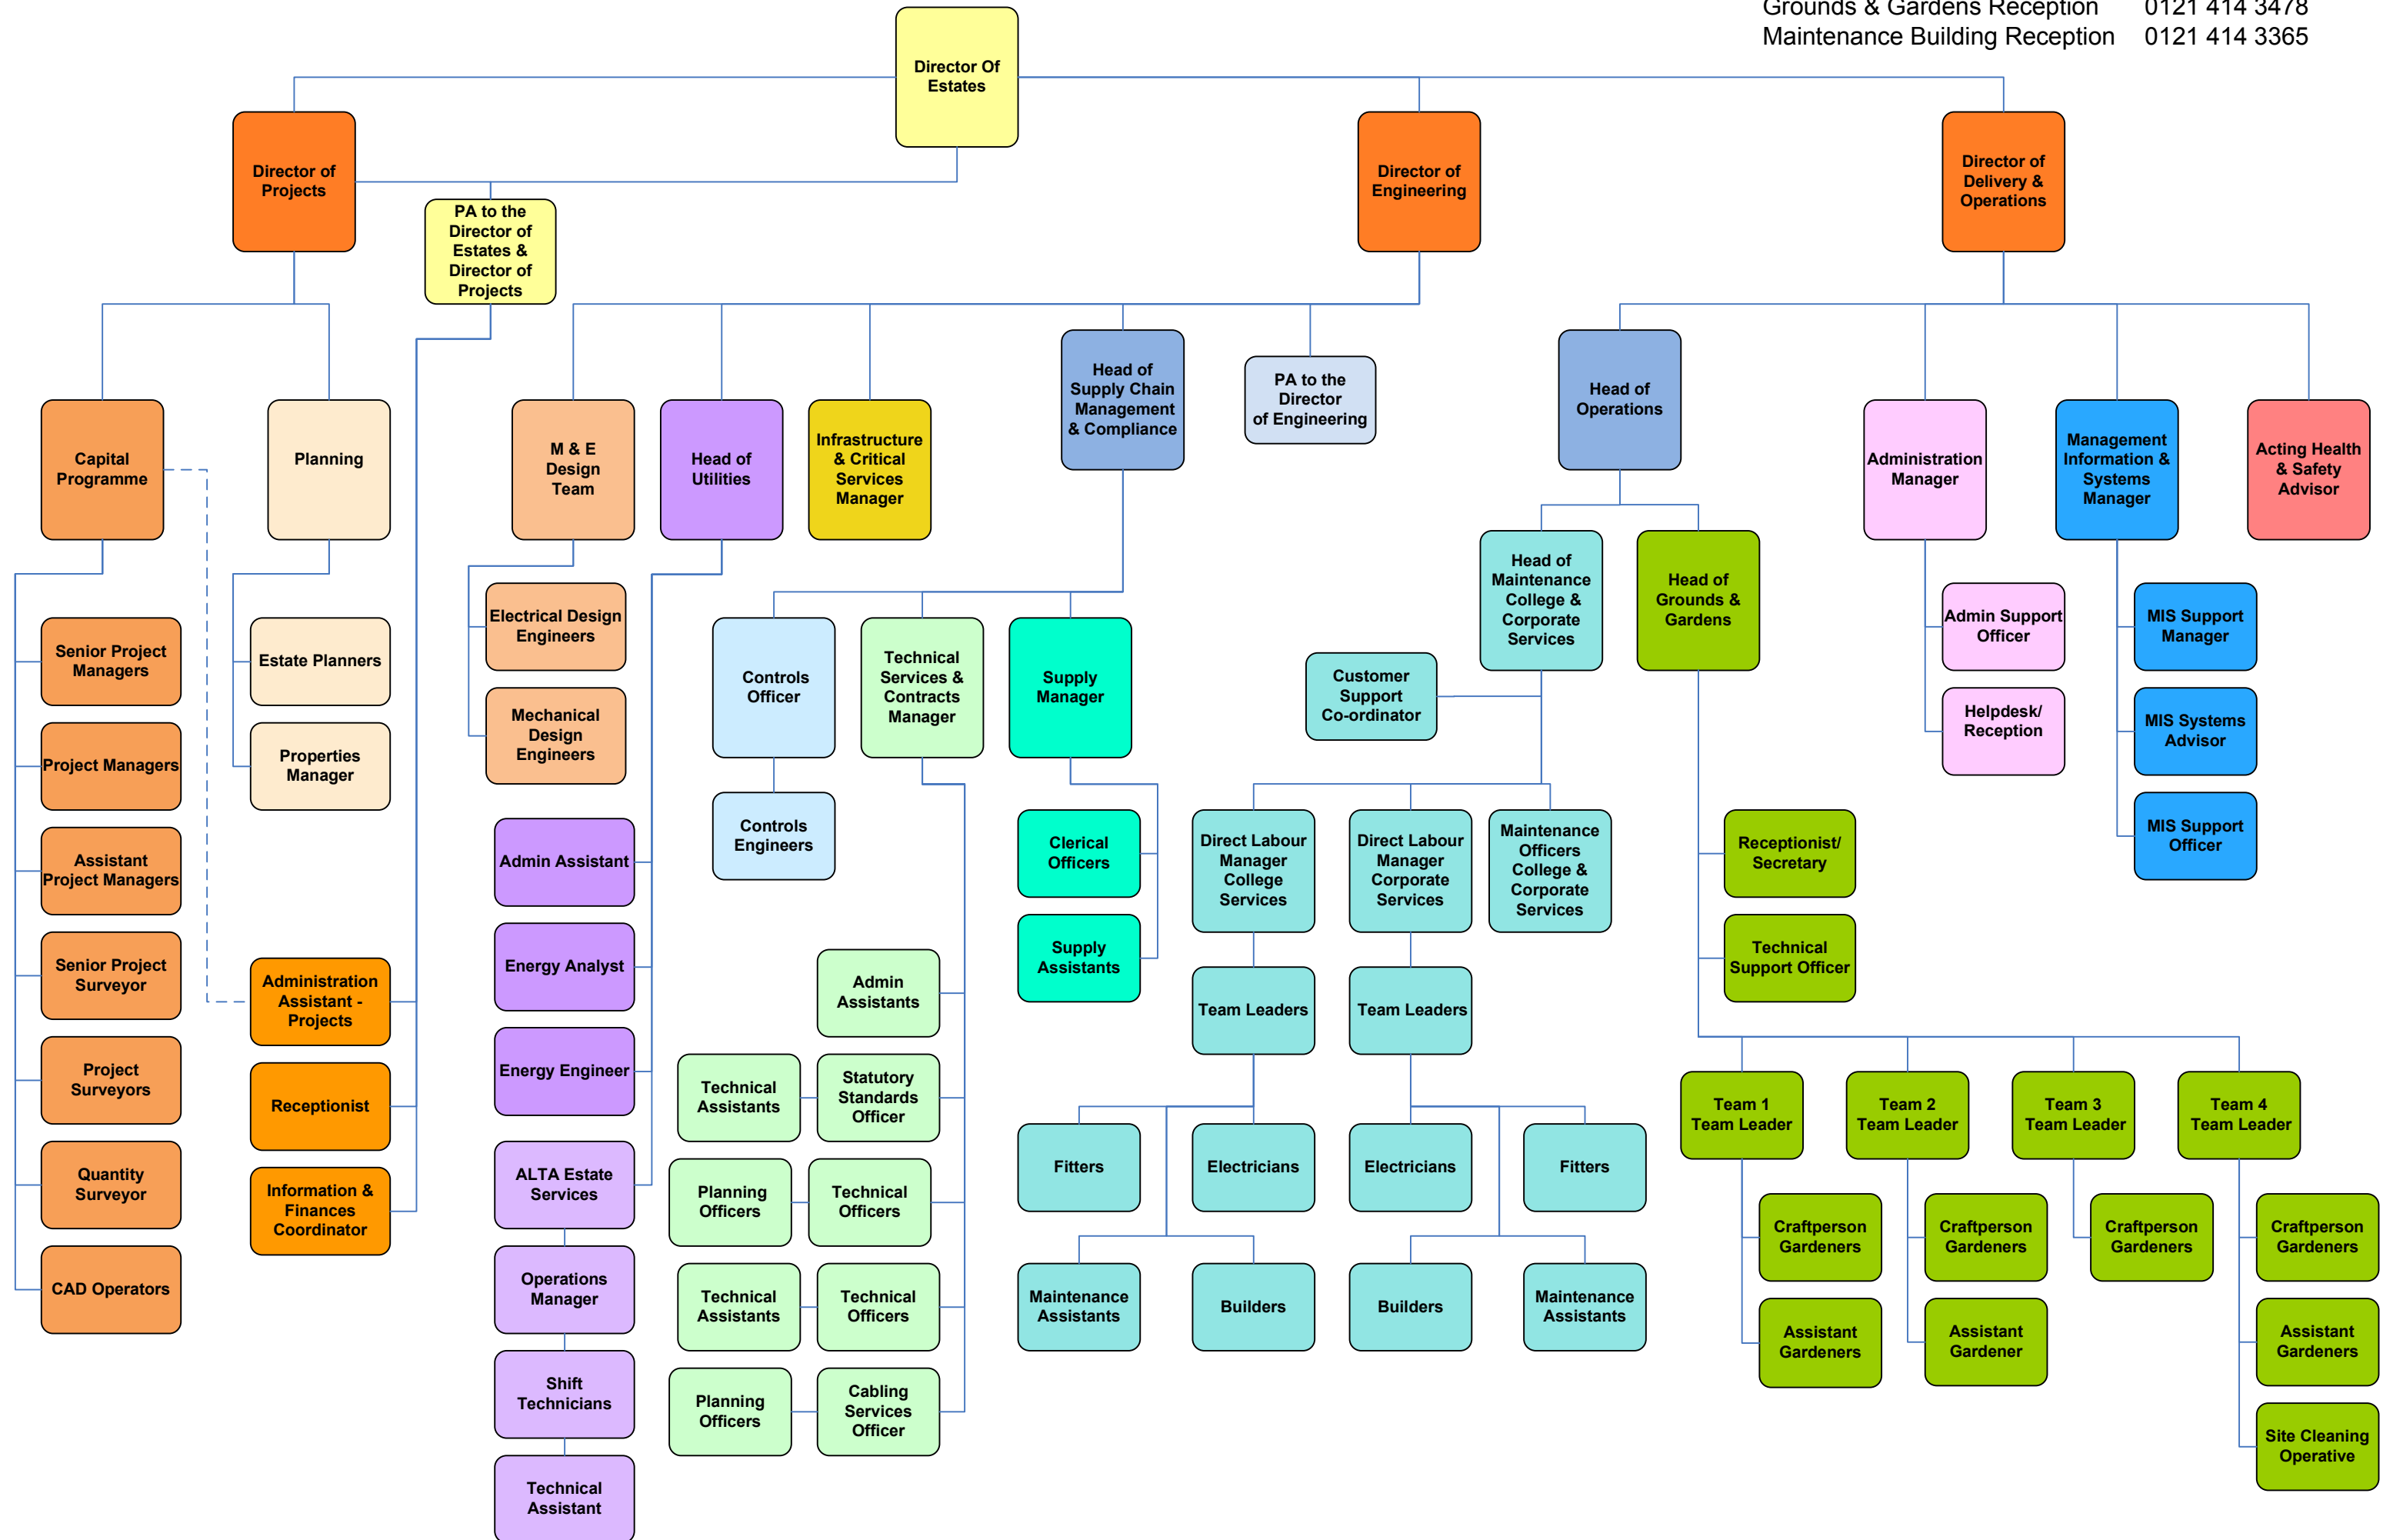 Grounds & Gardens Reception 0121 414 3478
Maintenance Building Reception 0121 414 3365
Director Of
Estates
Director of
Projects
Director of
Engineering
Director of
Delivery &
Operations
PA to the
Director of
Estates &
Director of
Projects
Head of
Supply Chain
Management
& Compliance
PA to the
Director
of Engineering
Head of
Operations
Capital
Programme
Planning
M & E
Design
Team
Head of
Utilities
Infrastructure
& Critical
Services
Manager
Administration
Manager
Management
Information &
Systems
Manager
Acting Health
& Safety
Advisor
Head of
Maintenance
College &
Corporate
Services
Head of
Grounds &
Gardens
Electrical Design
Engineers
Mechanical
Design
Engineers
Admin Support
Officer
Helpdesk/
Reception
MIS Support
Manager
MIS Systems
Advisor
MIS Support
Officer
Senior Project
Managers
Project Managers
Assistant
Project Managers
Senior Project
Surveyor
Project
Surveyors
Quantity
Surveyor
CAD Operators
Estate Planners
Properties
Manager
Administration
Assistant -
Projects
Receptionist
Information &
Finances
Coordinator
Controls
Officer
Technical
Services &
Contracts
Manager
Supply
Manager
Customer
Support
Co-ordinator
Controls
Engineers
Clerical
Officers
Supply
Assistants
Direct Labour
Manager
College
Services
Direct Labour
Manager
Corporate
Services
Maintenance
Officers
College &
Corporate
Services
Receptionist/
Secretary
Technical
Support Officer
Admin Assistant
Energy Analyst
Energy Engineer
ALTA Estate
Services
Operations
Manager
Shift
Technicians
Technical
Assistant
Admin
Assistants
Technical
Assistants
Statutory
Standards
Officer
Planning
Officers
Technical
Officers
Technical
Assistants
Technical
Officers
Planning
Officers
Cabling
Services
Officer
Team Leaders
Team Leaders
Fitters
Electricians
Electricians
Fitters
Maintenance
Assistants
Builders
Builders
Maintenance
Assistants
Team 1
Team Leader
Team 2
Team Leader
Team 3
Team Leader
Team 4
Team Leader
Craftperson
Gardeners
Craftperson
Gardeners
Craftperson
Gardeners
Craftperson
Gardeners
Assistant
Gardeners
Assistant
Gardener
Assistant
Gardeners
Site Cleaning
Operative